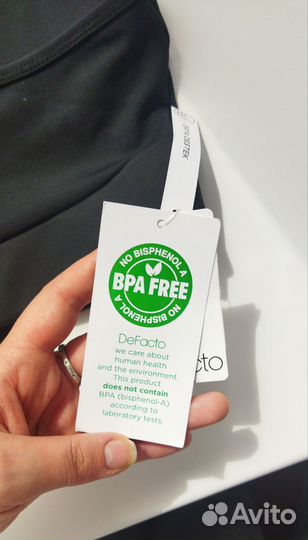 NO BISPHENOL A
BPA FREE
NO BISPHENOL A
DeFacto
we care about
human health
and the environment.
This product
does not contain
BPA (bisphenol-A)
according to
laboratory tests.
cto
Avito